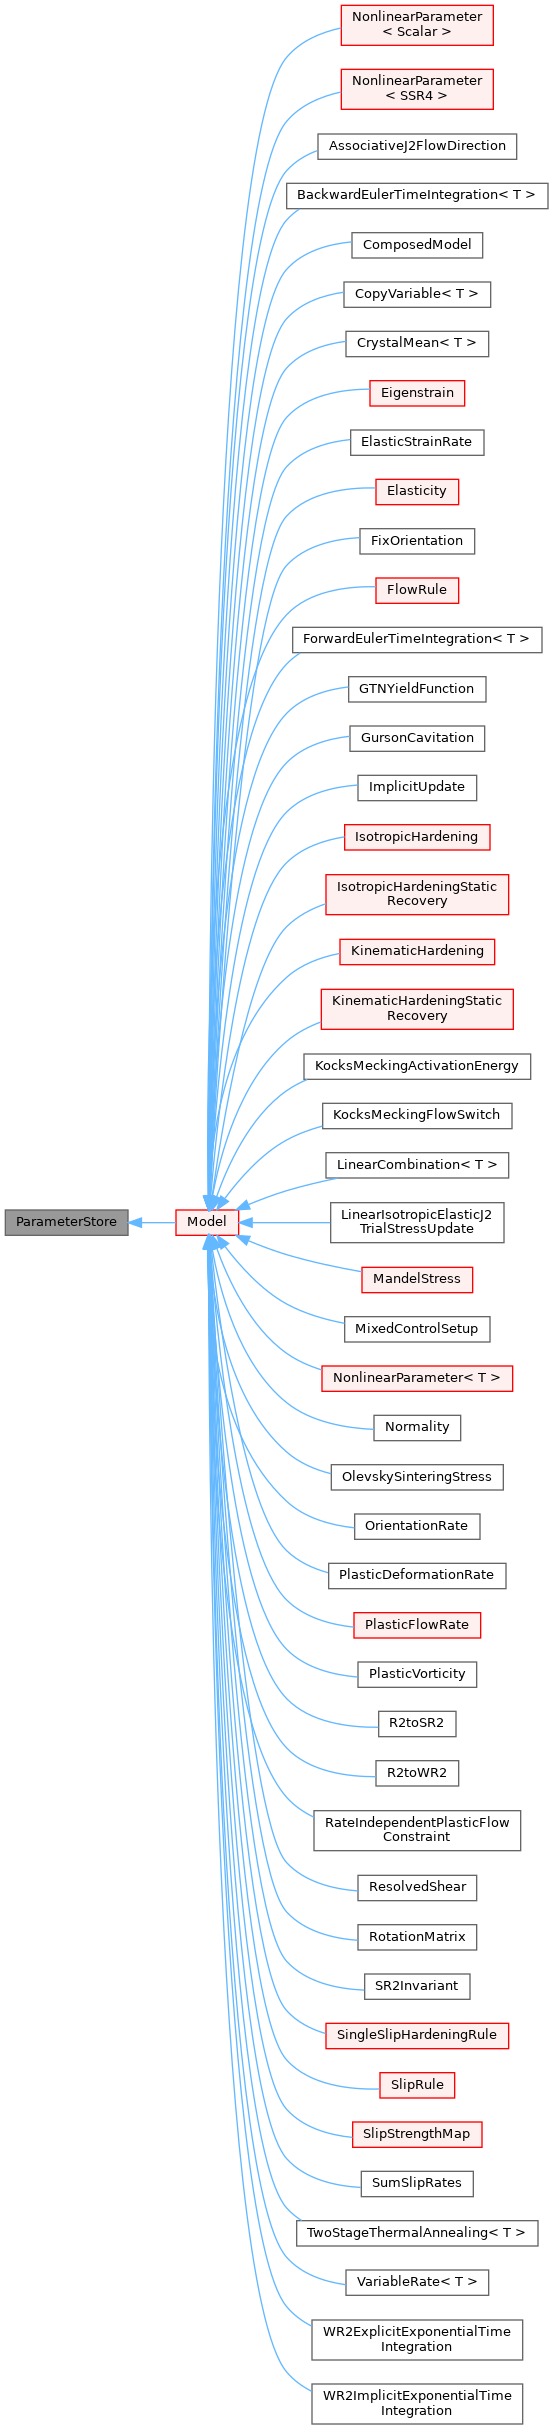 NonlinearParameter
< Scalar >
NonlinearParameter
< SSR4 >
AssociativeJ2FlowDirection
BackwardEulerTimeIntegration< T >
ComposedModel
CopyVariable< T >
CrystalMean< T >
Eigenstrain
ElasticStrainRate
Elasticity
FixOrientation
FlowRule
ForwardEulerTimeIntegration< T >
GTNYieldFunction
GursonCavitation
ImplicitUpdate
IsotropicHardening
IsotropicHardeningStatic
Recovery
KinematicHardening
KinematicHardeningStatic
Recovery
KocksMeckingActivationEnergy
KocksMeckingFlowSwitch
LinearCombination< T >
ParameterStore
Model
LinearIsotropicElasticJ2
TrialStressUpdate
MandelStress
MixedControlSetup
NonlinearParameter< T >
Normality
OlevskySinteringStress
OrientationRate
PlasticDeformationRate
PlasticFlowRate
PlasticVorticity
R2toSR2
R2toWR2
RateIndependentPlasticFlow
Constraint
ResolvedShear
RotationMatrix
SR2Invariant
SingleSlipHardeningRule
SlipRule
SlipStrengthMap
SumSlipRates
TwoStageThermalAnnealing< T >
VariableRate< T >
WR2ExplicitExponentialTime
Integration
WR2ImplicitExponentialTime
Integration